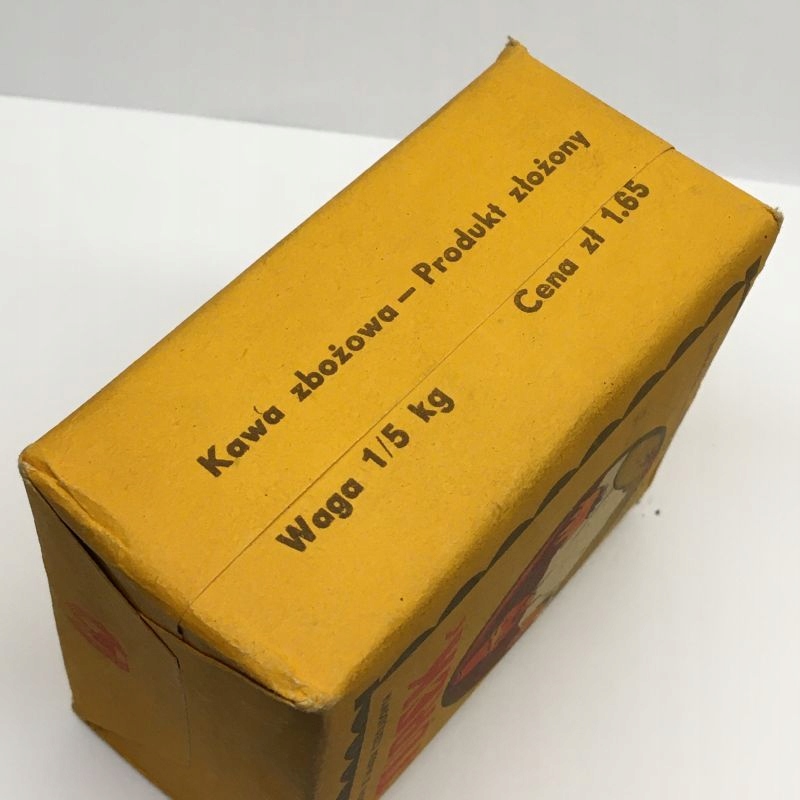 Kawa zbożowa – Produkt złożony
Waga 1/5 kg Cena zł 1.65